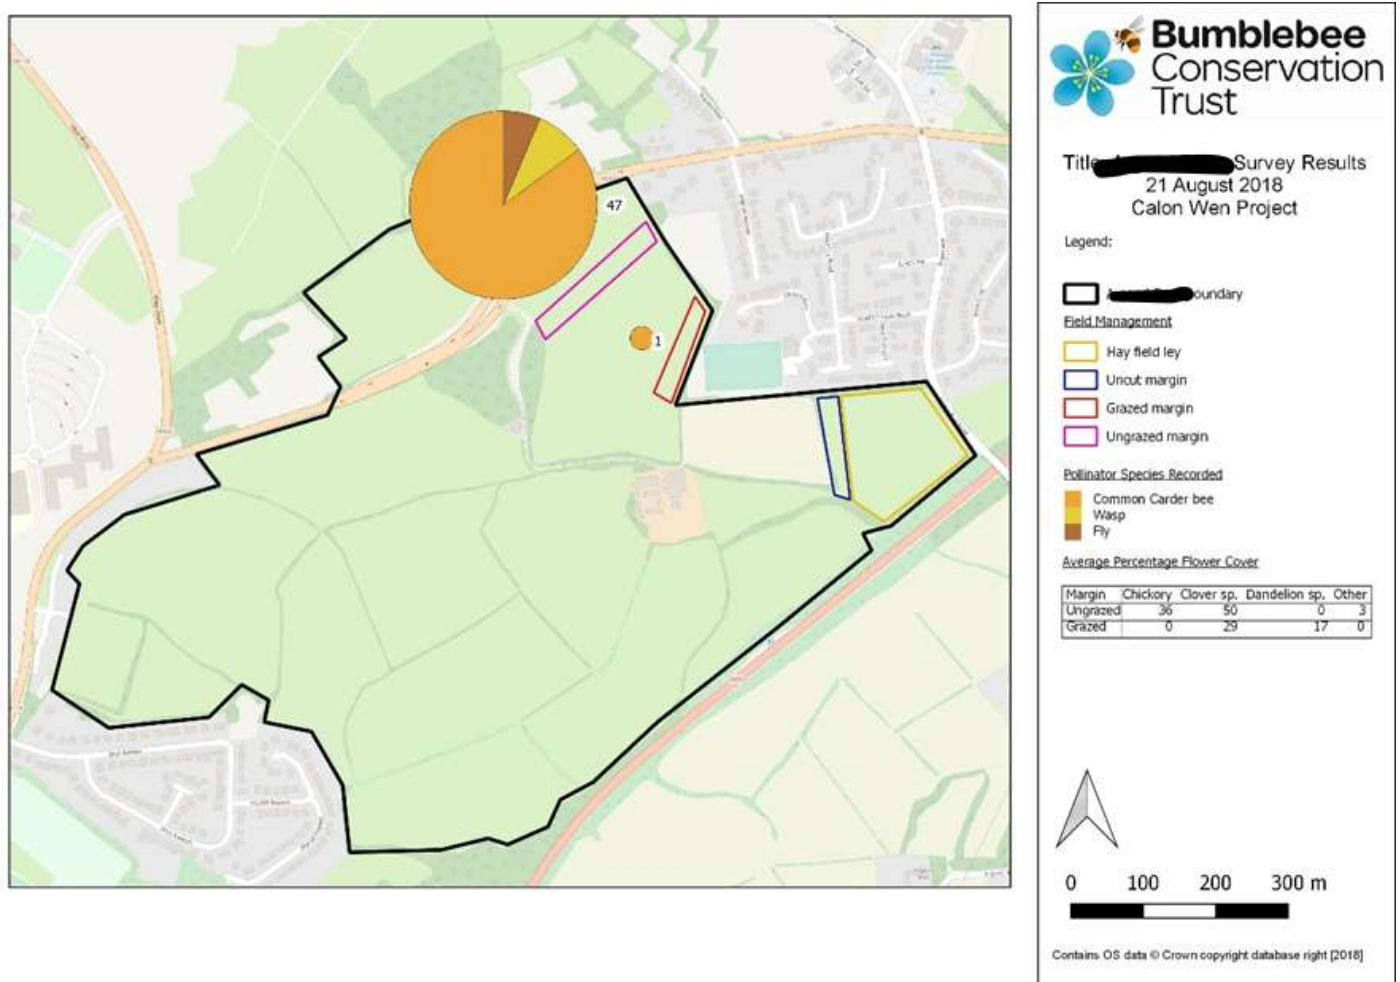 47
1
Bumblebee
Conservation
Trust
Title Survey Results
21 August 2018
Calon Wen Project
Legend:
oundary
Field Management
Hay field ley
Uncut margin
Grazed margin
Ungrazed margin
Pollinator Species Recorded
Common Carder bee
Wasp
Fly
Average Percentage Flower Cover
Margin Chickory Clover sp. Dandelion sp. Other
Ungrazed 36 50 0 3
Grazed 0 29 17 0
0 100 200 300 m
Contains OS data © Crown copyright database right [2018]